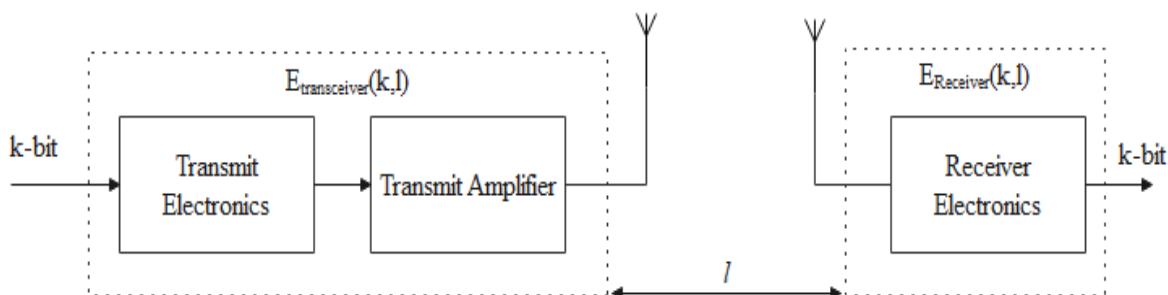 E_transceiver(k,l)
E_Receiver(k,l)
k-bit
Transmit
Electronics
Transmit Amplifier
Receiver
Electronics
k-bit
l